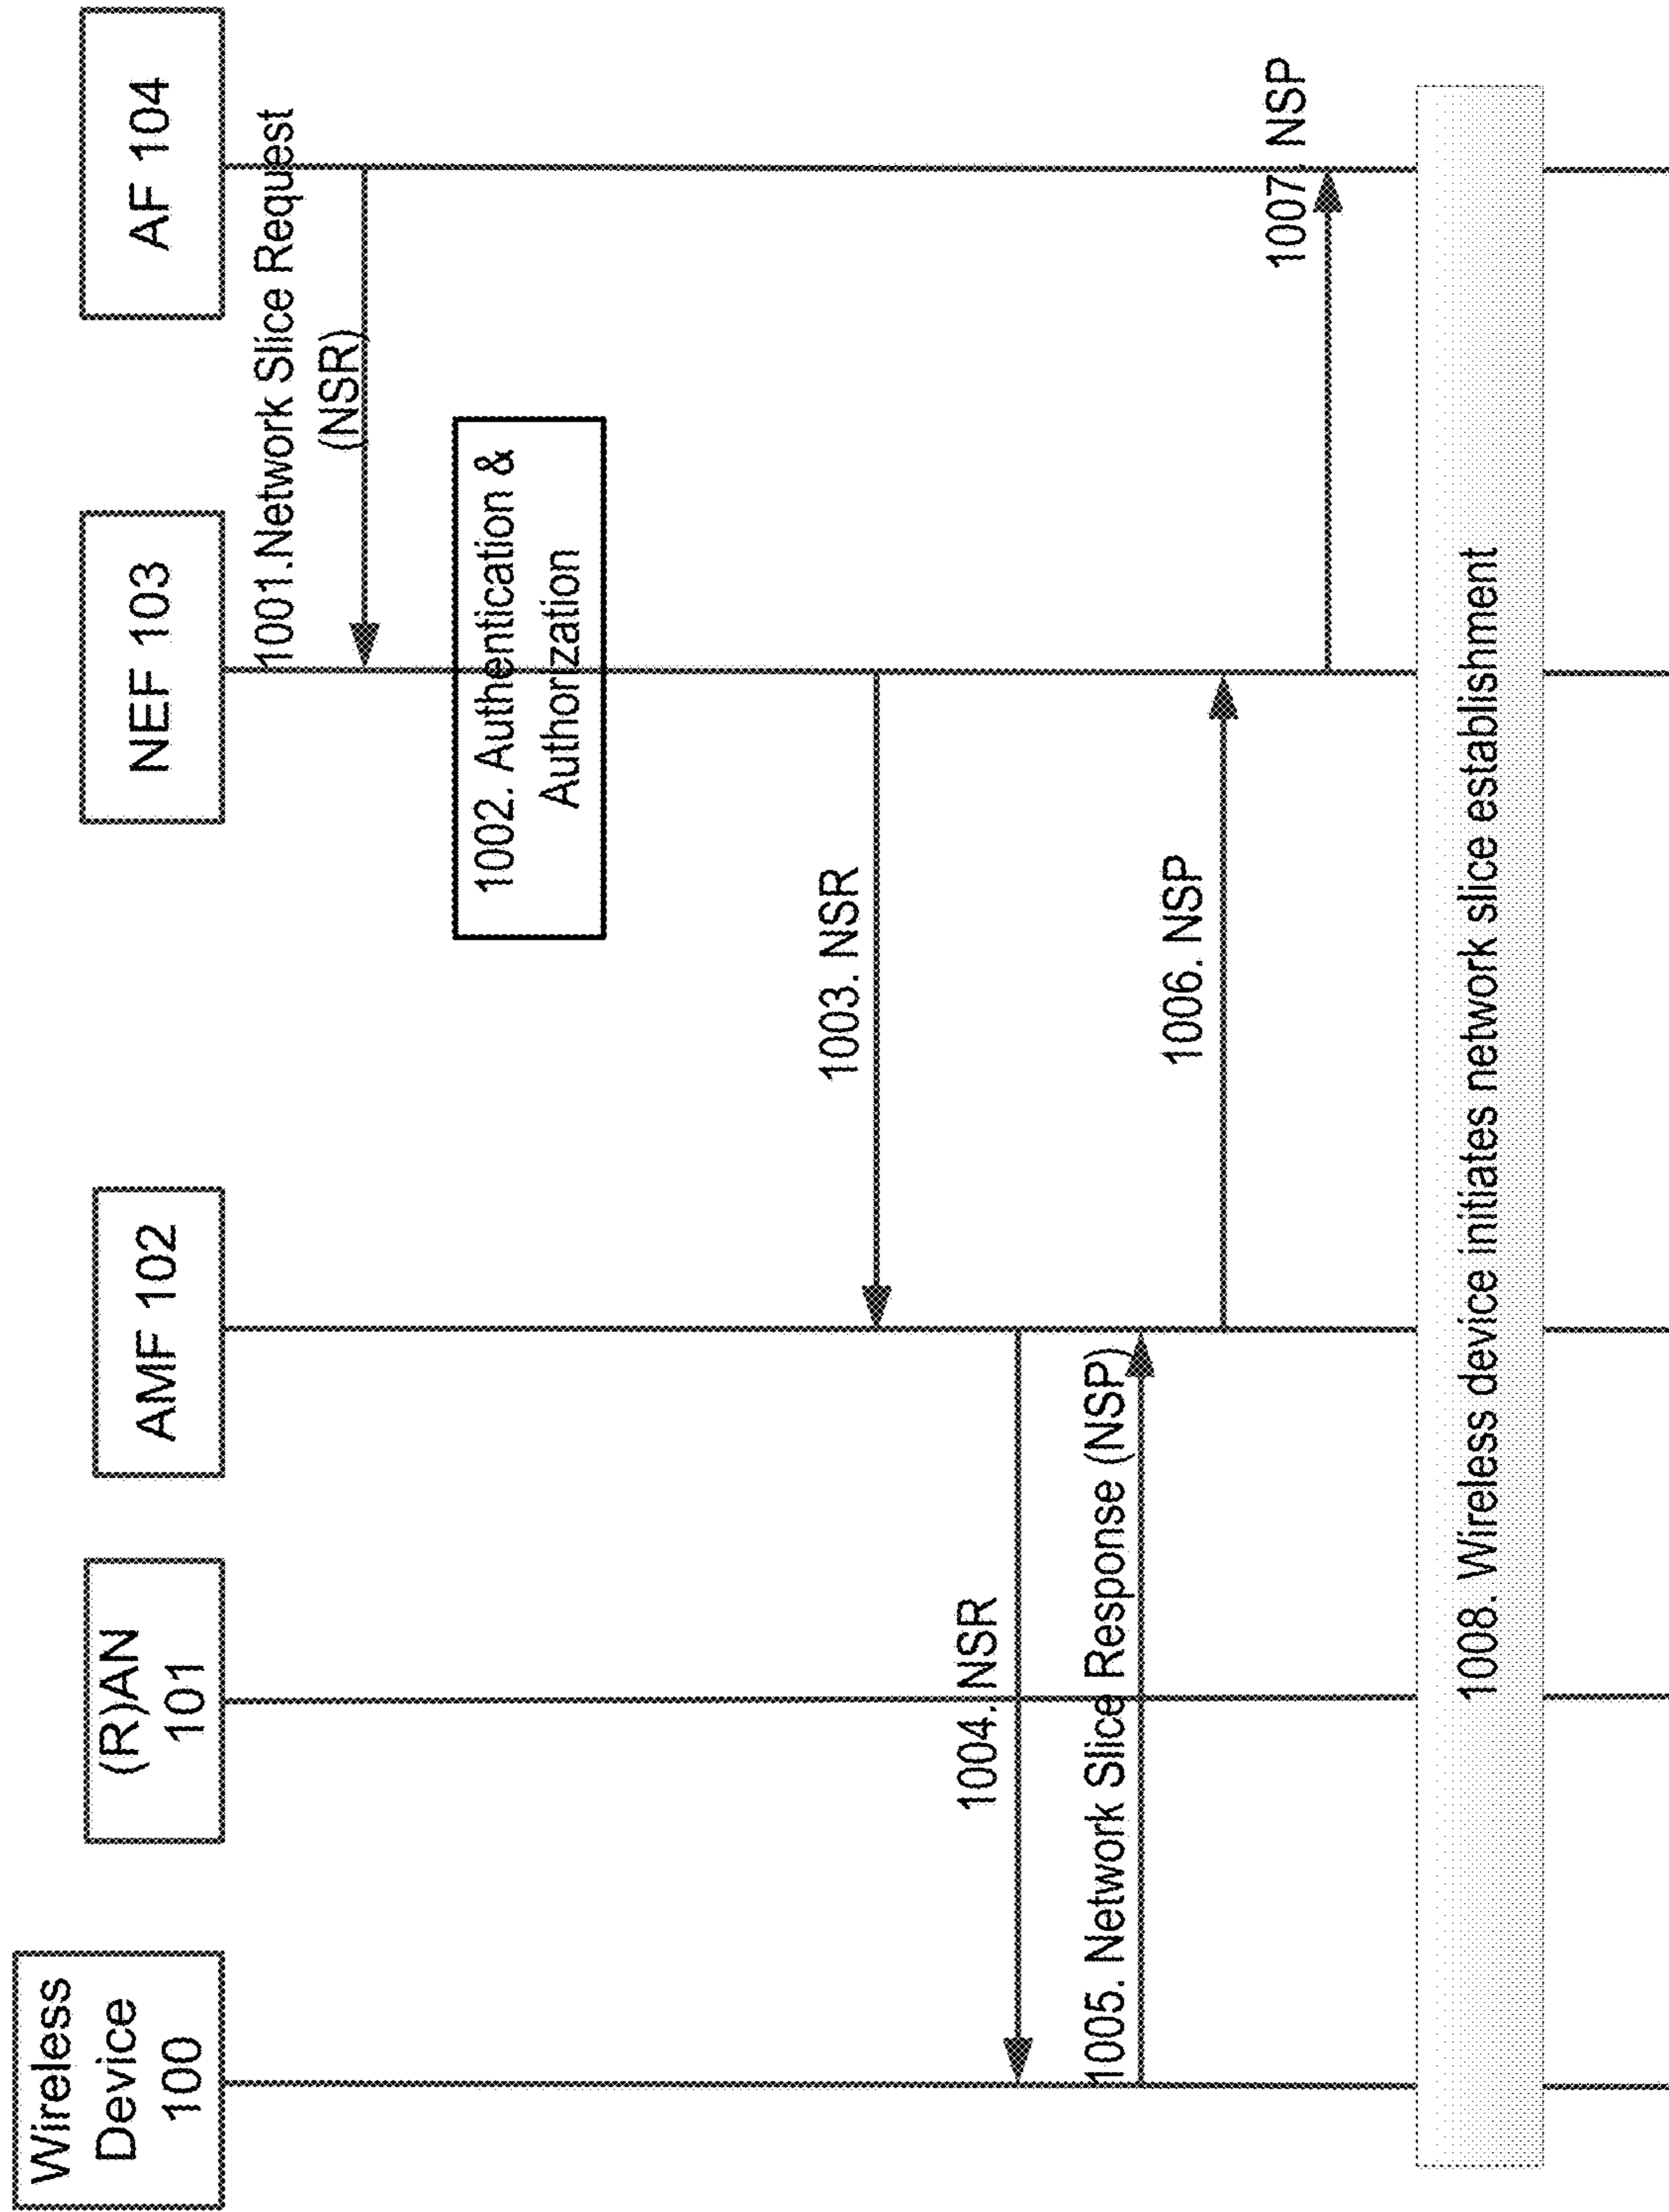 Wireless
Device
100
(R)AN
101
AMF 102
NEF 103
AF 104
1001.Network Slice Request
(NSR)
1002. Authentication &
Authorization
1003. NSR
1004. NSR
1005. Network Slice Response (NSP)
1006. NSP
1007. NSP
1008. Wireless device initiates network slice establishment